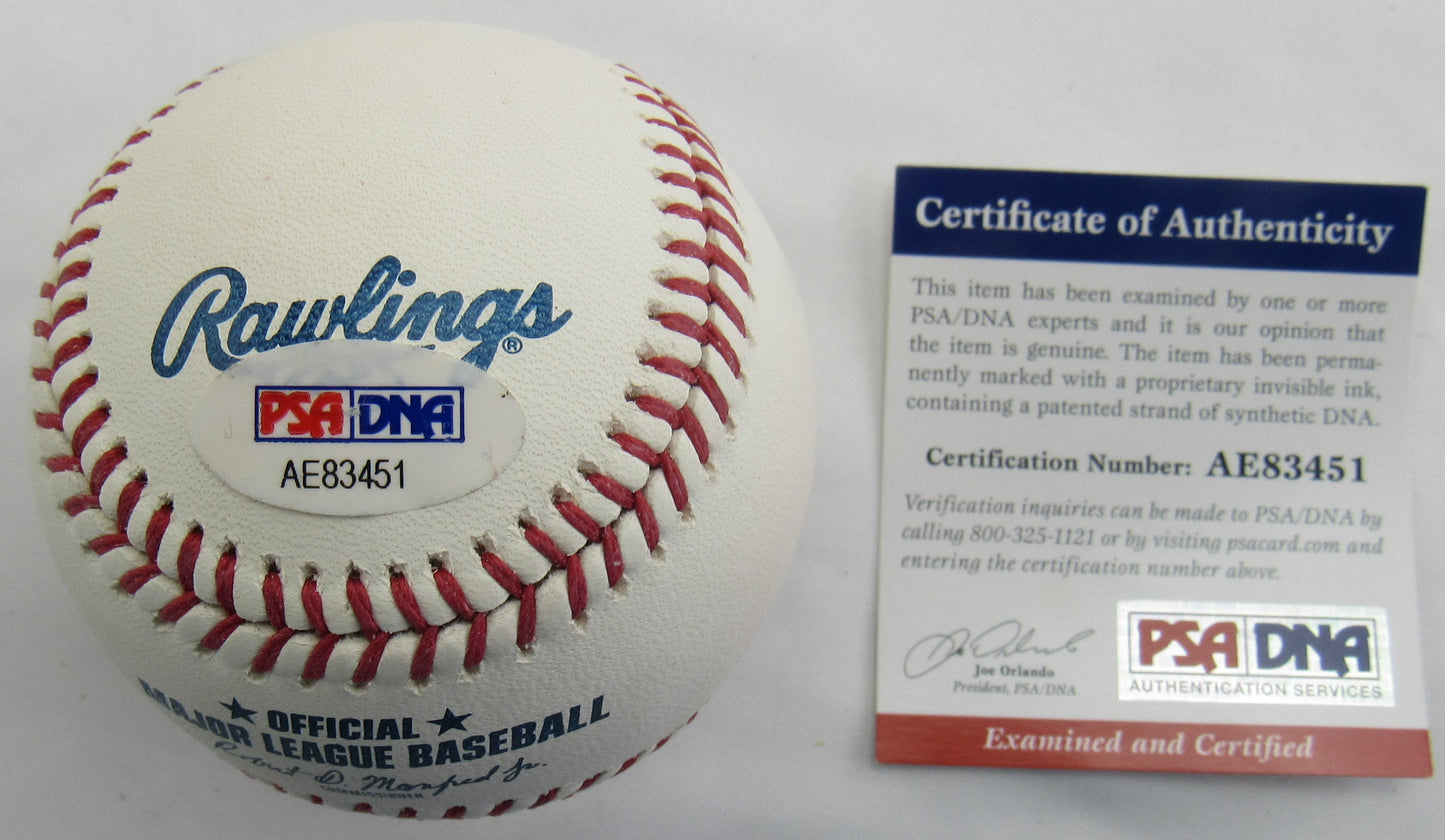 Rawlings®
PSA DNA
AE83451
OFFICIAL
MAJOR LEAGUE BASEBALL
Robert D. Manfred Jr.
COMMISSIONER
Certificate of Authenticity
This item has been examined by one or more
PSA/DNA experts and it is our opinion that
the item is genuine. The item has been perma-
nently marked with a proprietary invisible ink,
containing a patented strand of synthetic DNA.
Certification Number: AE83451
Verification inquiries can be made to PSA/DNA by
calling 800-325-1121 or by visiting psacard.com and
entering the certification number above.
Joe Orlando
President, PSA/DNA
PSA DNA
AUTHENTICATION SERVICES
Examined and Certified